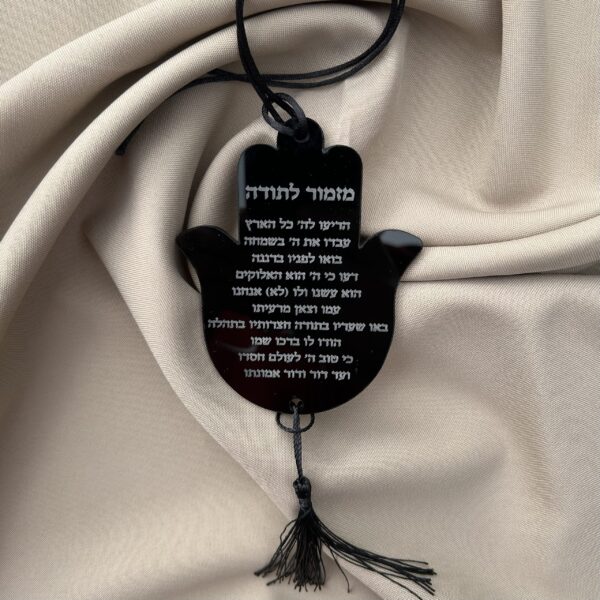 מזמור לתודה
הריעו לה' כל הארץ
עבדו את ה' בשמחה
בואו לפניו ברננה
דעו כי ה' הוא האלוקים
הוא עשנו ולו (לא) אנחנו
עמו וצאן מרעיתו
באו שעריו בתודה חצרותיו בתהלה
הודו לו ברכו שמו
כי טוב ה' לעולם חסדו
ועד דור ודור אמונתו